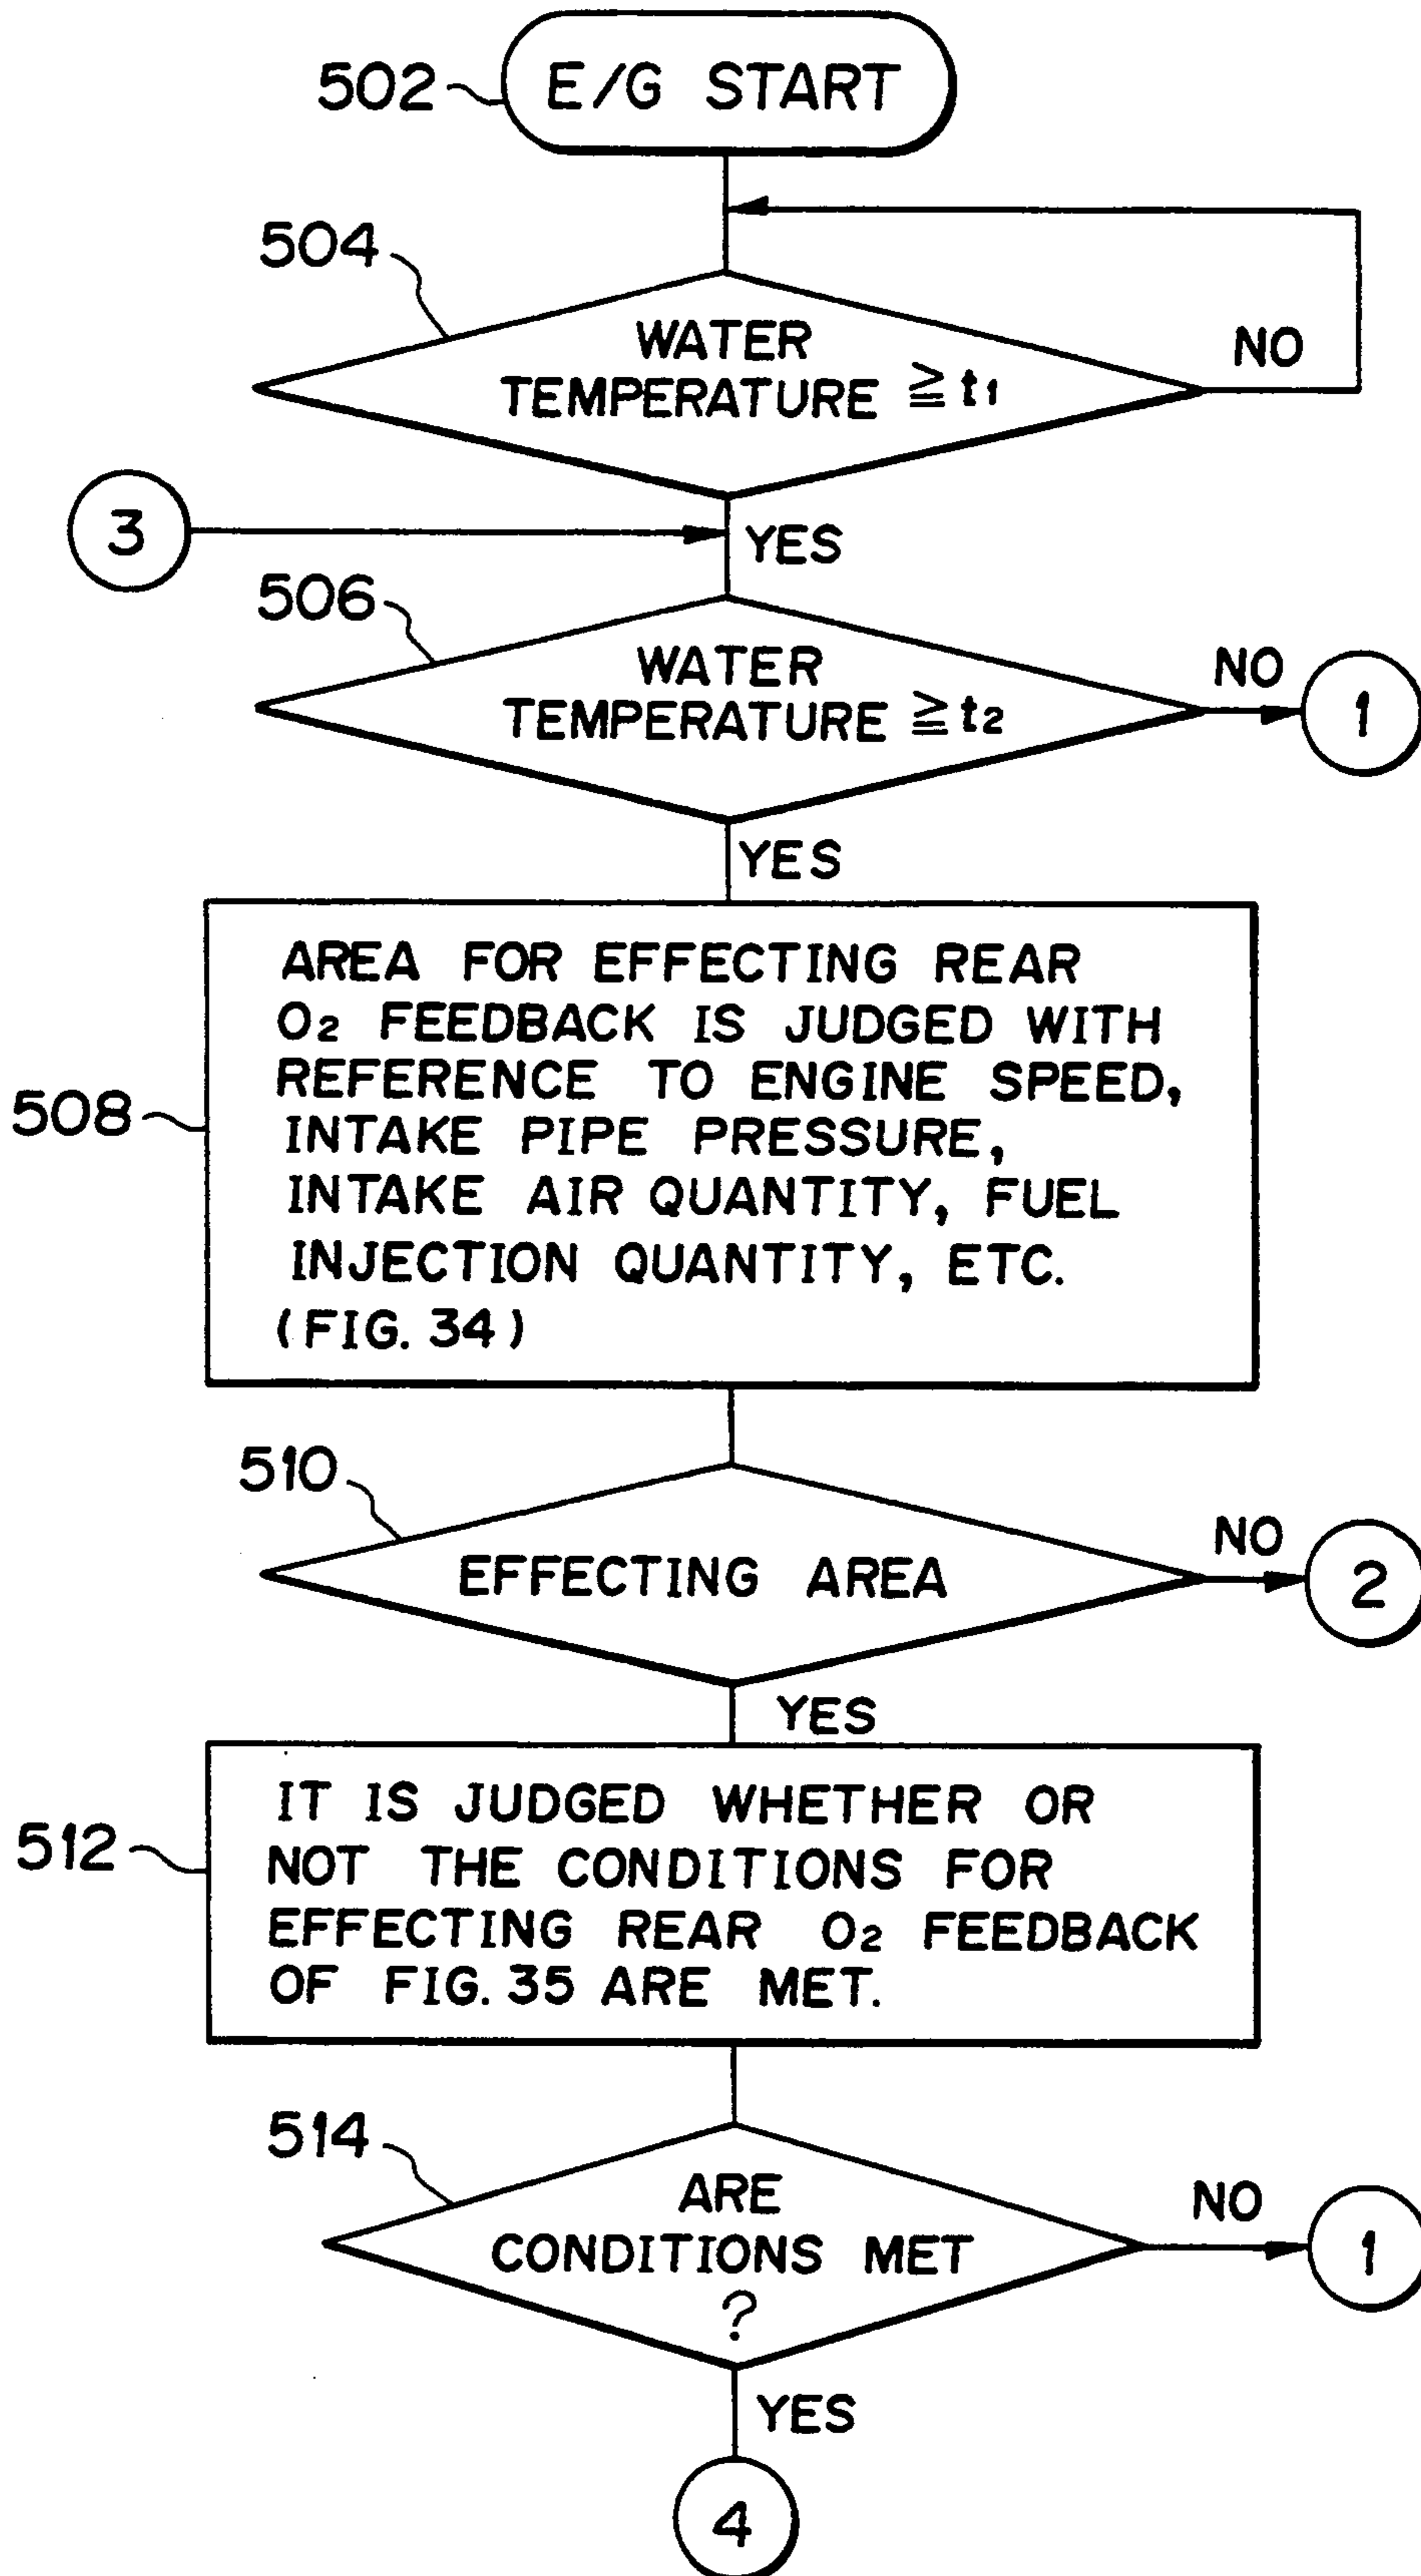 502
E/G START
504
WATER
TEMPERATURE ≧ t1
NO
3
YES
506
WATER
TEMPERATURE ≧ t2
NO
1
YES
508
AREA FOR EFFECTING REAR
O2 FEEDBACK IS JUDGED WITH
REFERENCE TO ENGINE SPEED,
INTAKE PIPE PRESSURE,
INTAKE AIR QUANTITY, FUEL
INJECTION QUANTITY, ETC.
(FIG. 34)
510
EFFECTING AREA
NO
2
YES
512
IT IS JUDGED WHETHER OR
NOT THE CONDITIONS FOR
EFFECTING REAR O2 FEEDBACK
OF FIG. 35 ARE MET.
514
ARE
CONDITIONS MET
?
NO
1
YES
4